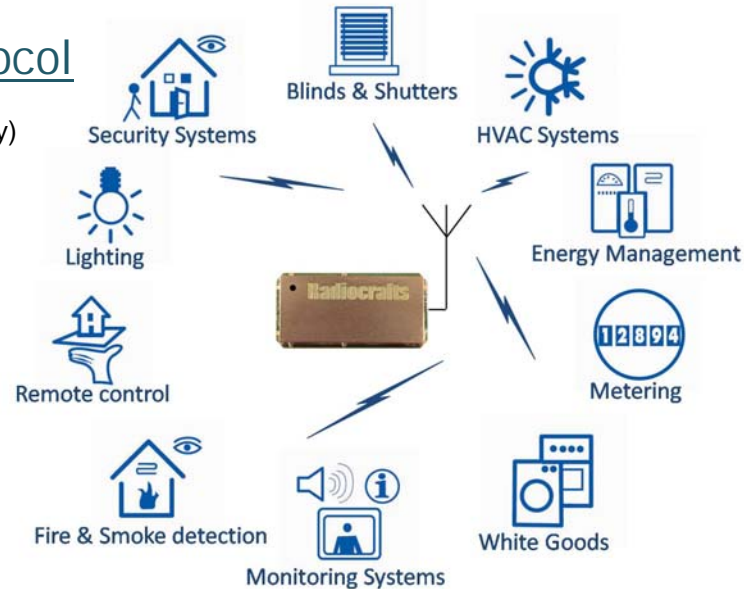 ocol
y)
Blinds & Shutters
Security Systems
HVAC Systems
Lighting
Energy Management
Radiocrafts
Remote control
12894
Metering
Fire & Smoke detection
White Goods
Monitoring Systems